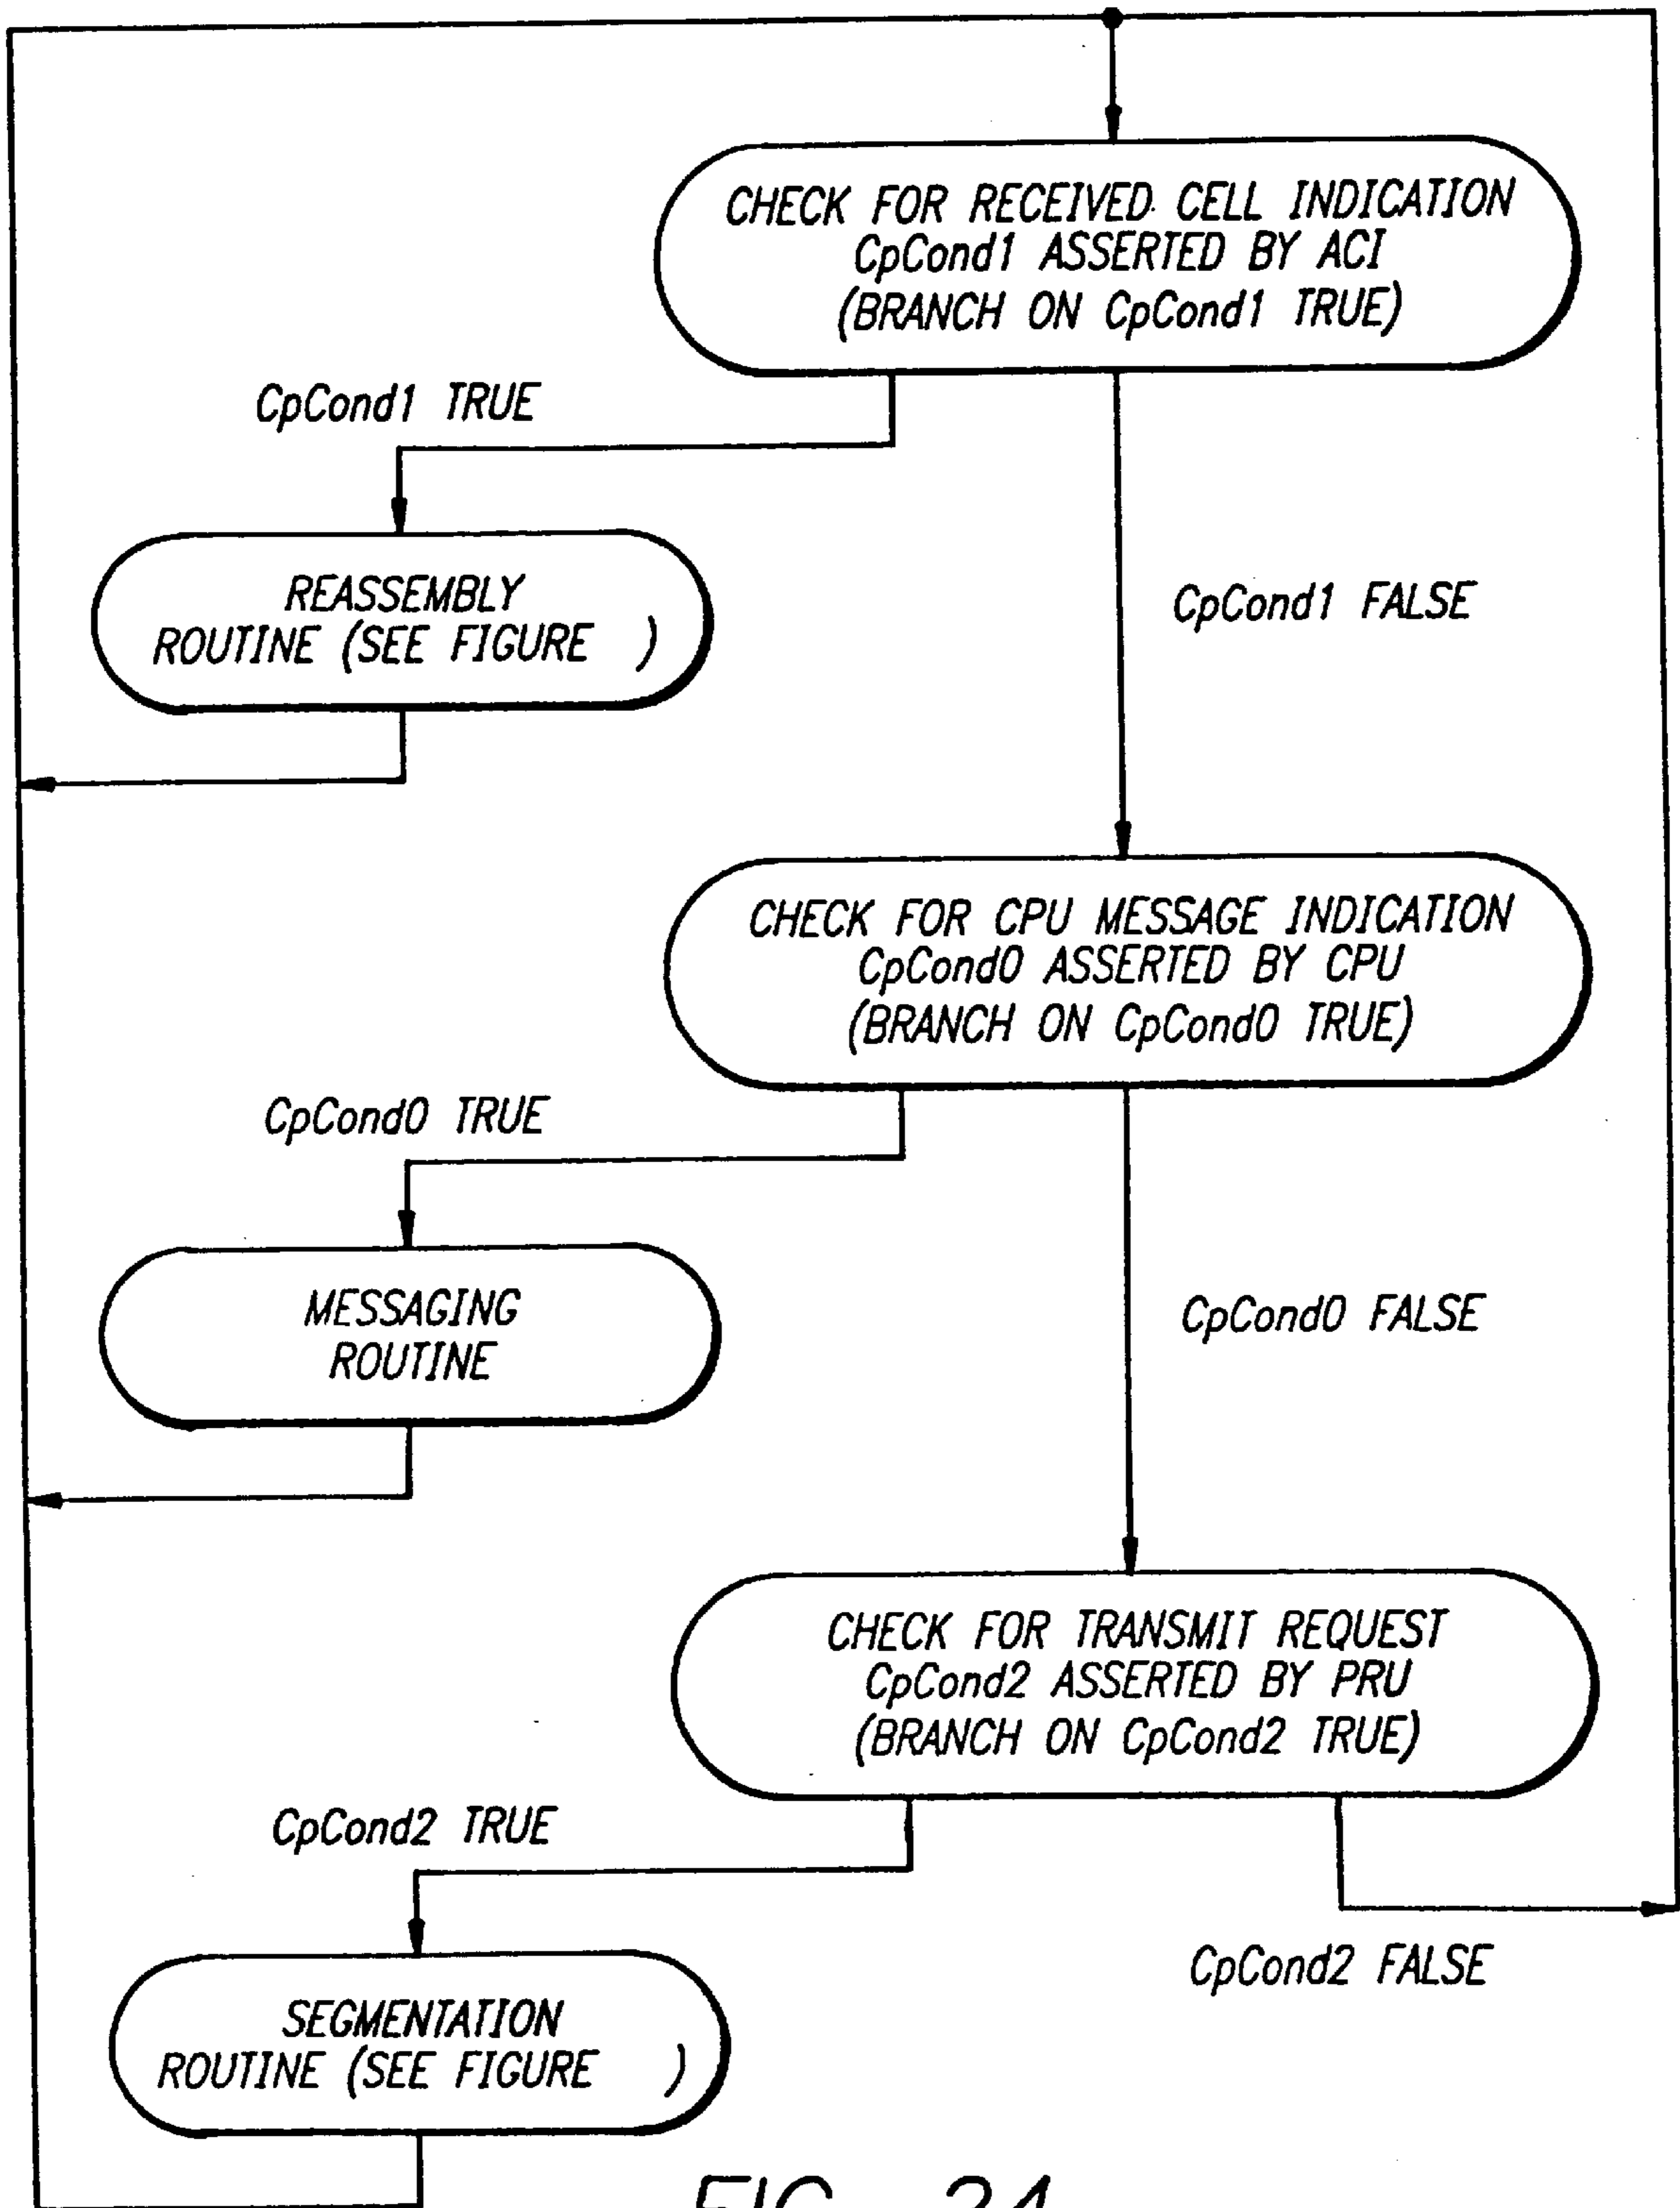 CHECK FOR RECEIVED CELL INDICATION
CpCond1 ASSERTED BY ACI
(BRANCH ON CpCond1 TRUE)
CpCond1 TRUE
REASSEMBLY
ROUTINE (SEE FIGURE )
CpCond1 FALSE
CHECK FOR CPU MESSAGE INDICATION
CpCond0 ASSERTED BY CPU
(BRANCH ON CpCond0 TRUE)
CpCond0 TRUE
MESSAGING
ROUTINE
CpCond0 FALSE
CHECK FOR TRANSMIT REQUEST
CpCond2 ASSERTED BY PRU
(BRANCH ON CpCond2 TRUE)
CpCond2 TRUE
CpCond2 FALSE
SEGMENTATION
ROUTINE (SEE FIGURE )
FIG. 24